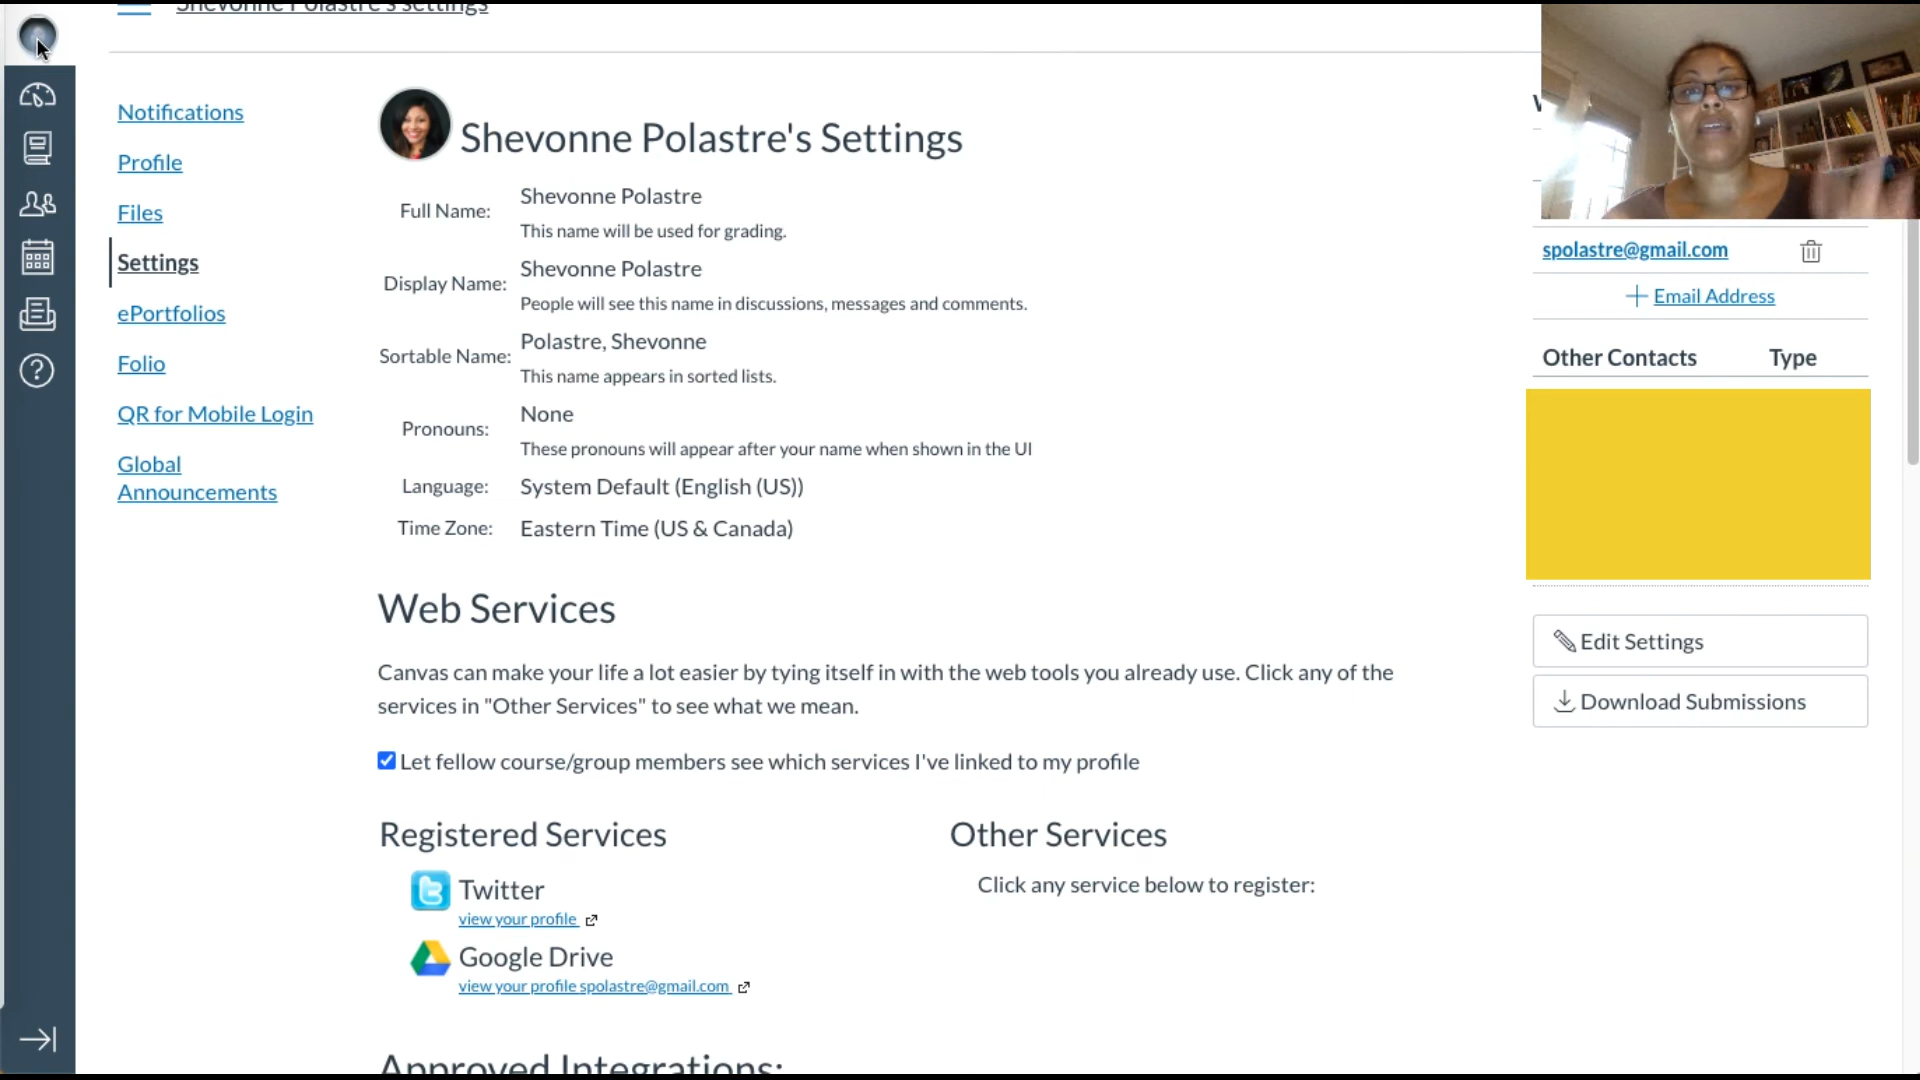 Shevonne Polastre's settings
Notifications
Profile
Files
Settings
ePortfolios
Folio
QR for Mobile Login
Global
Announcements
Shevonne Polastre's Settings
Full Name:
Shevonne Polastre
This name will be used for grading.
Display Name:
Shevonne Polastre
People will see this name in discussions, messages and comments.
Sortable Name:
Polastre, Shevonne
This name appears in sorted lists.
Pronouns:
None
These pronouns will appear after your name when shown in the UI
Language:
System Default (English (US))
Time Zone:
Eastern Time (US & Canada)
Web Services
Canvas can make your life a lot easier by tying itself in with the web tools you already use. Click any of the
services in "Other Services" to see what we mean.
Let fellow course/group members see which services I've linked to my profile
Registered Services
Twitter
view your profile
Google Drive
view your profile spolastre@gmail.com
Other Services
Click any service below to register:
Approved Integrations:
spolastre@gmail.com
Email Address
Other Contacts Type
Edit Settings
Download Submissions